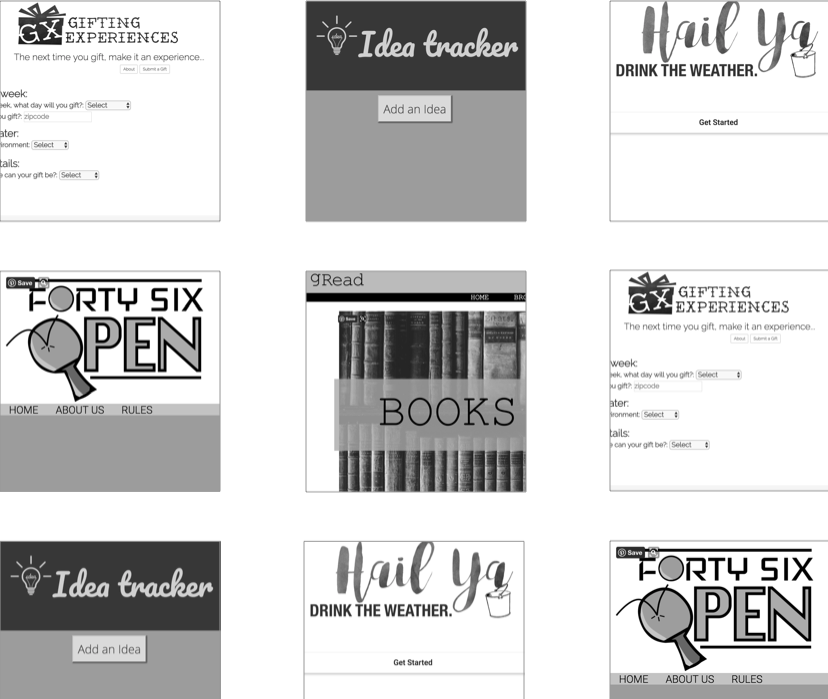 GX GIFTING
EXPERIENCES
The next time you gift, make it an experience...
About Submit a Gift
week:
eek, what day will you gift?: Select
u gift?: zipcode
ater:
ironment: Select
tails:
e can your gift be?: Select
idea Idea tracker
Add an Idea
Hail Ya
DRINK THE WEATHER.
Get Started
Save
FORTY SIX
OPEN
HOME ABOUT US RULES
gRead
HOME BRO
Save
BOOKS
GX GIFTING
EXPERIENCES
The next time you gift, make it an experience...
About Submit a Gift
week:
eek, what day will you gift?: Select
u gift?: zipcode
ater:
ironment: Select
tails:
e can your gift be?: Select
idea Idea tracker
Add an Idea
Hail Ya
DRINK THE WEATHER.
Get Started
Save
FORTY SIX
OPEN
HOME ABOUT US RULES